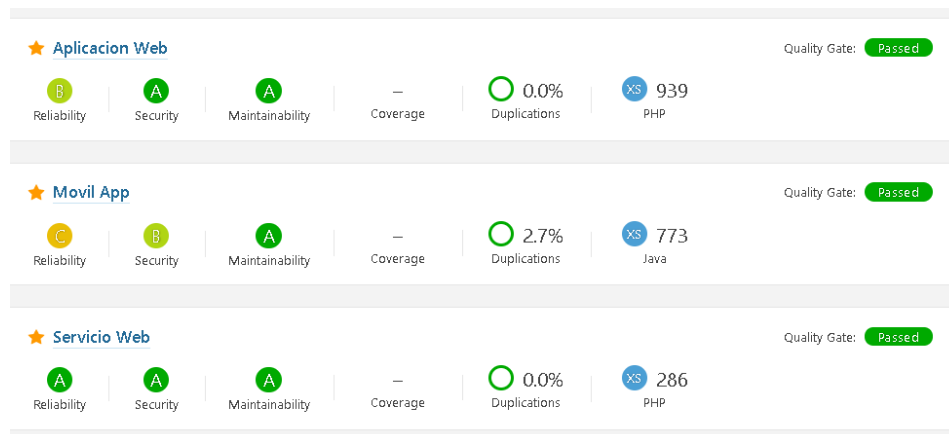 Aplicacion Web Quality Gate: Passed
B A A – 0.0% XS 939
Reliability Security Maintainability Coverage Duplications PHP
Movil App Quality Gate: Passed
C B A – 2.7% XS 773
Reliability Security Maintainability Coverage Duplications Java
Servicio Web Quality Gate: Passed
A A A – 0.0% XS 286
Reliability Security Maintainability Coverage Duplications PHP